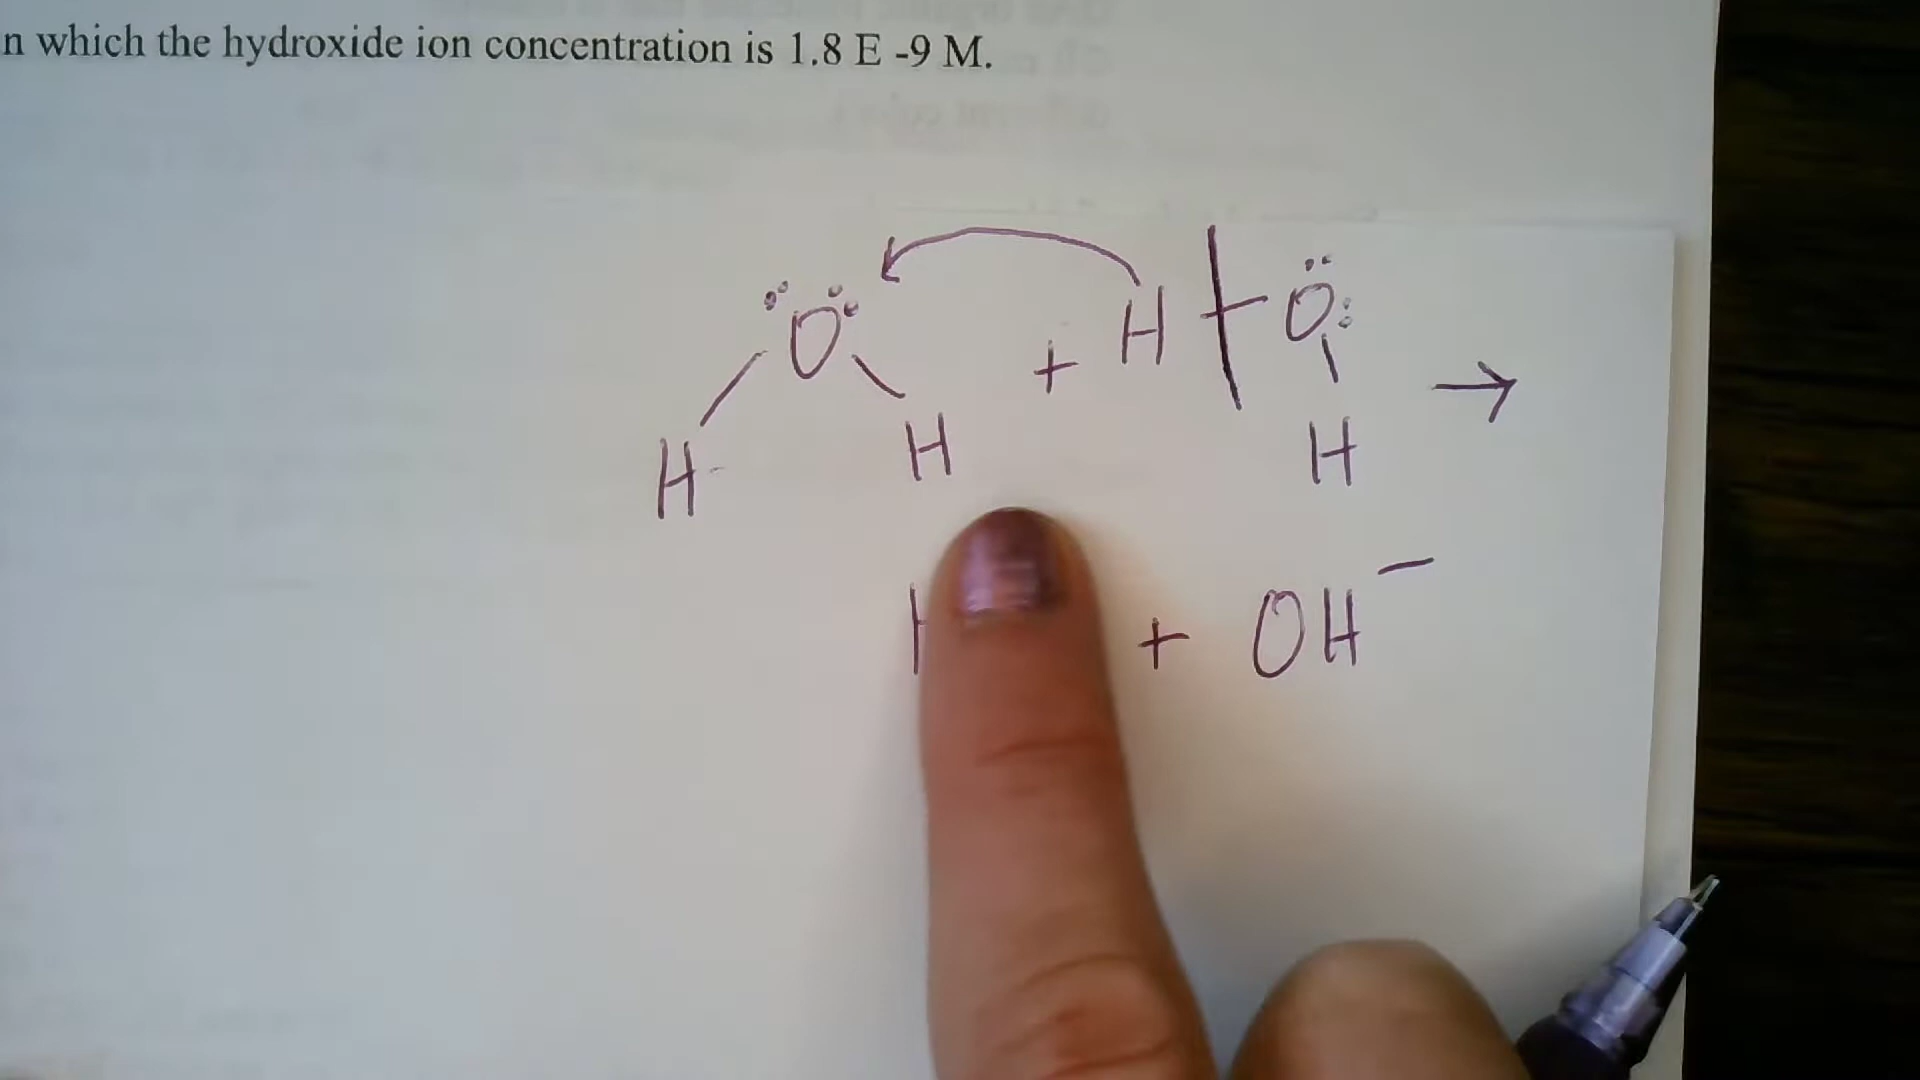 n which the hydroxide ion concentration is 1.8 E -9 M.
O + H O →
H H H
+ OH⁻